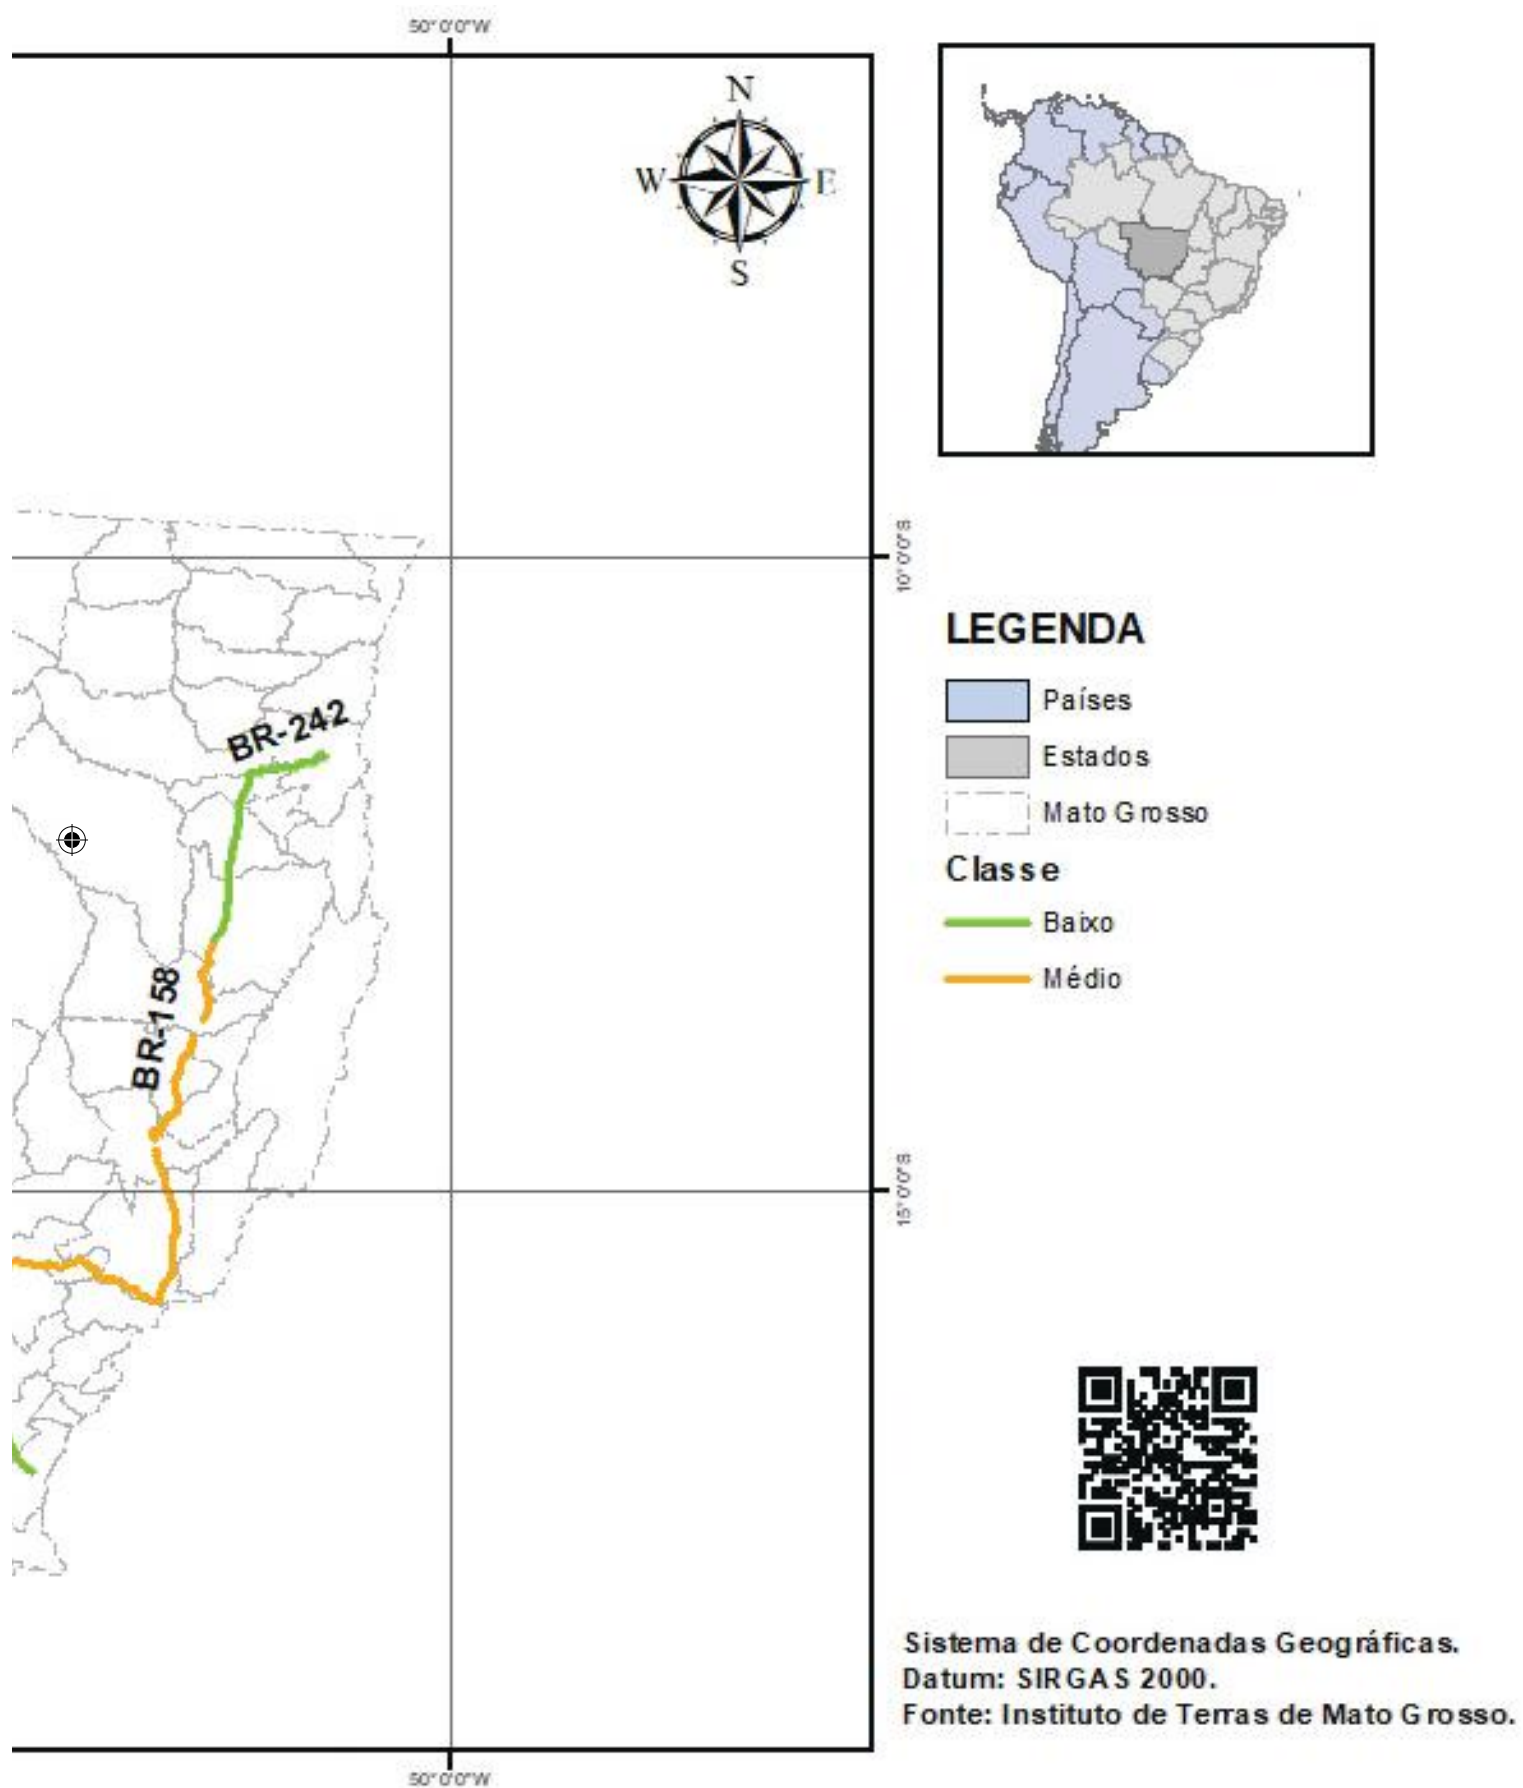 50°0'0"W
N
W
E
S
10°0'0"S
LEGENDA
Países
Estados
Mato Grosso
Classe
Baixo
Médio
BR-242
BR-158
15°0'0"S
Sistema de Coordenadas Geográficas.
Datum: SIRGAS 2000.
Fonte: Instituto de Terras de Mato Grosso.
50°0'0"W